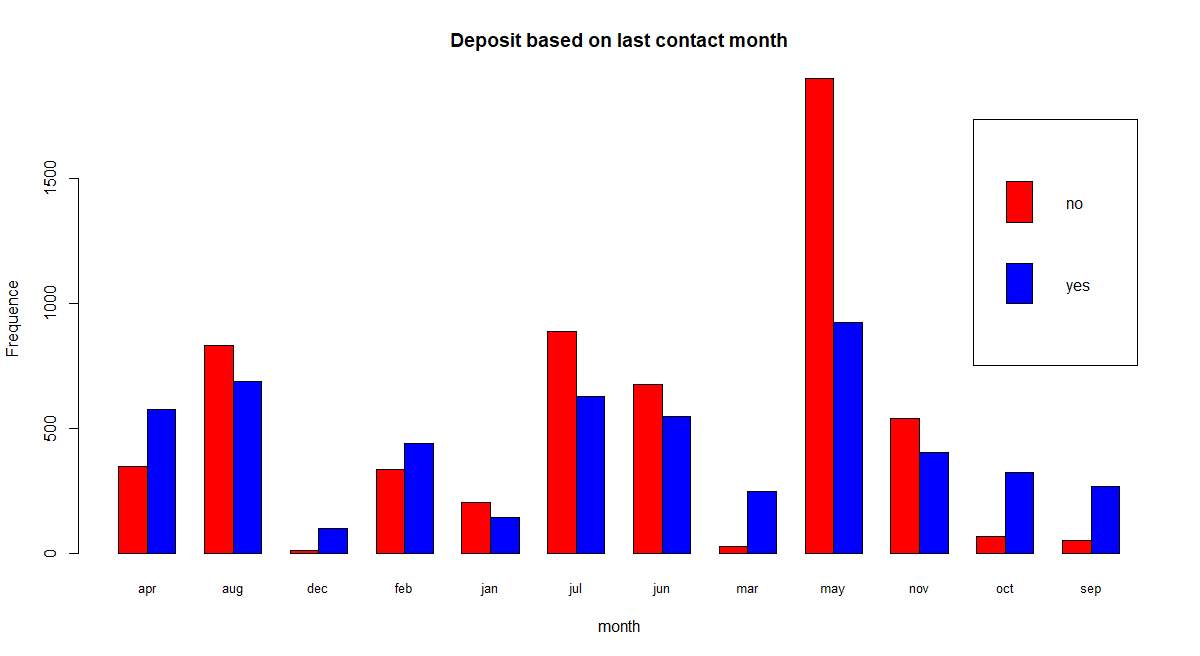 Deposit based on last contact month
Frequence
1500
1000
500
0
no
yes
apr aug dec feb jan jul jun mar may nov oct sep
month